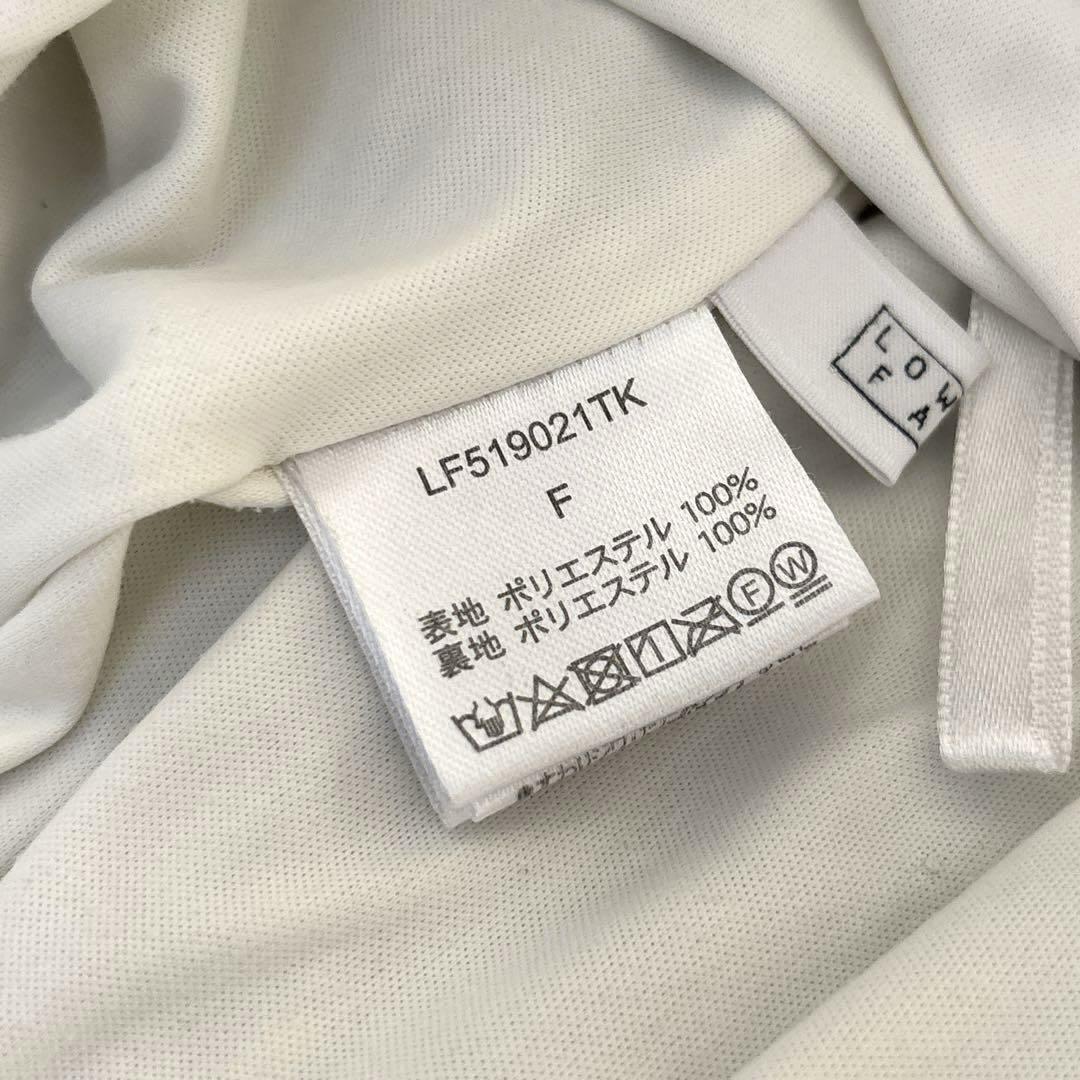 LF519021TK
F
表地 ポリエステル 100%
裏地 ポリエステル 100%
F W
LOW
FA